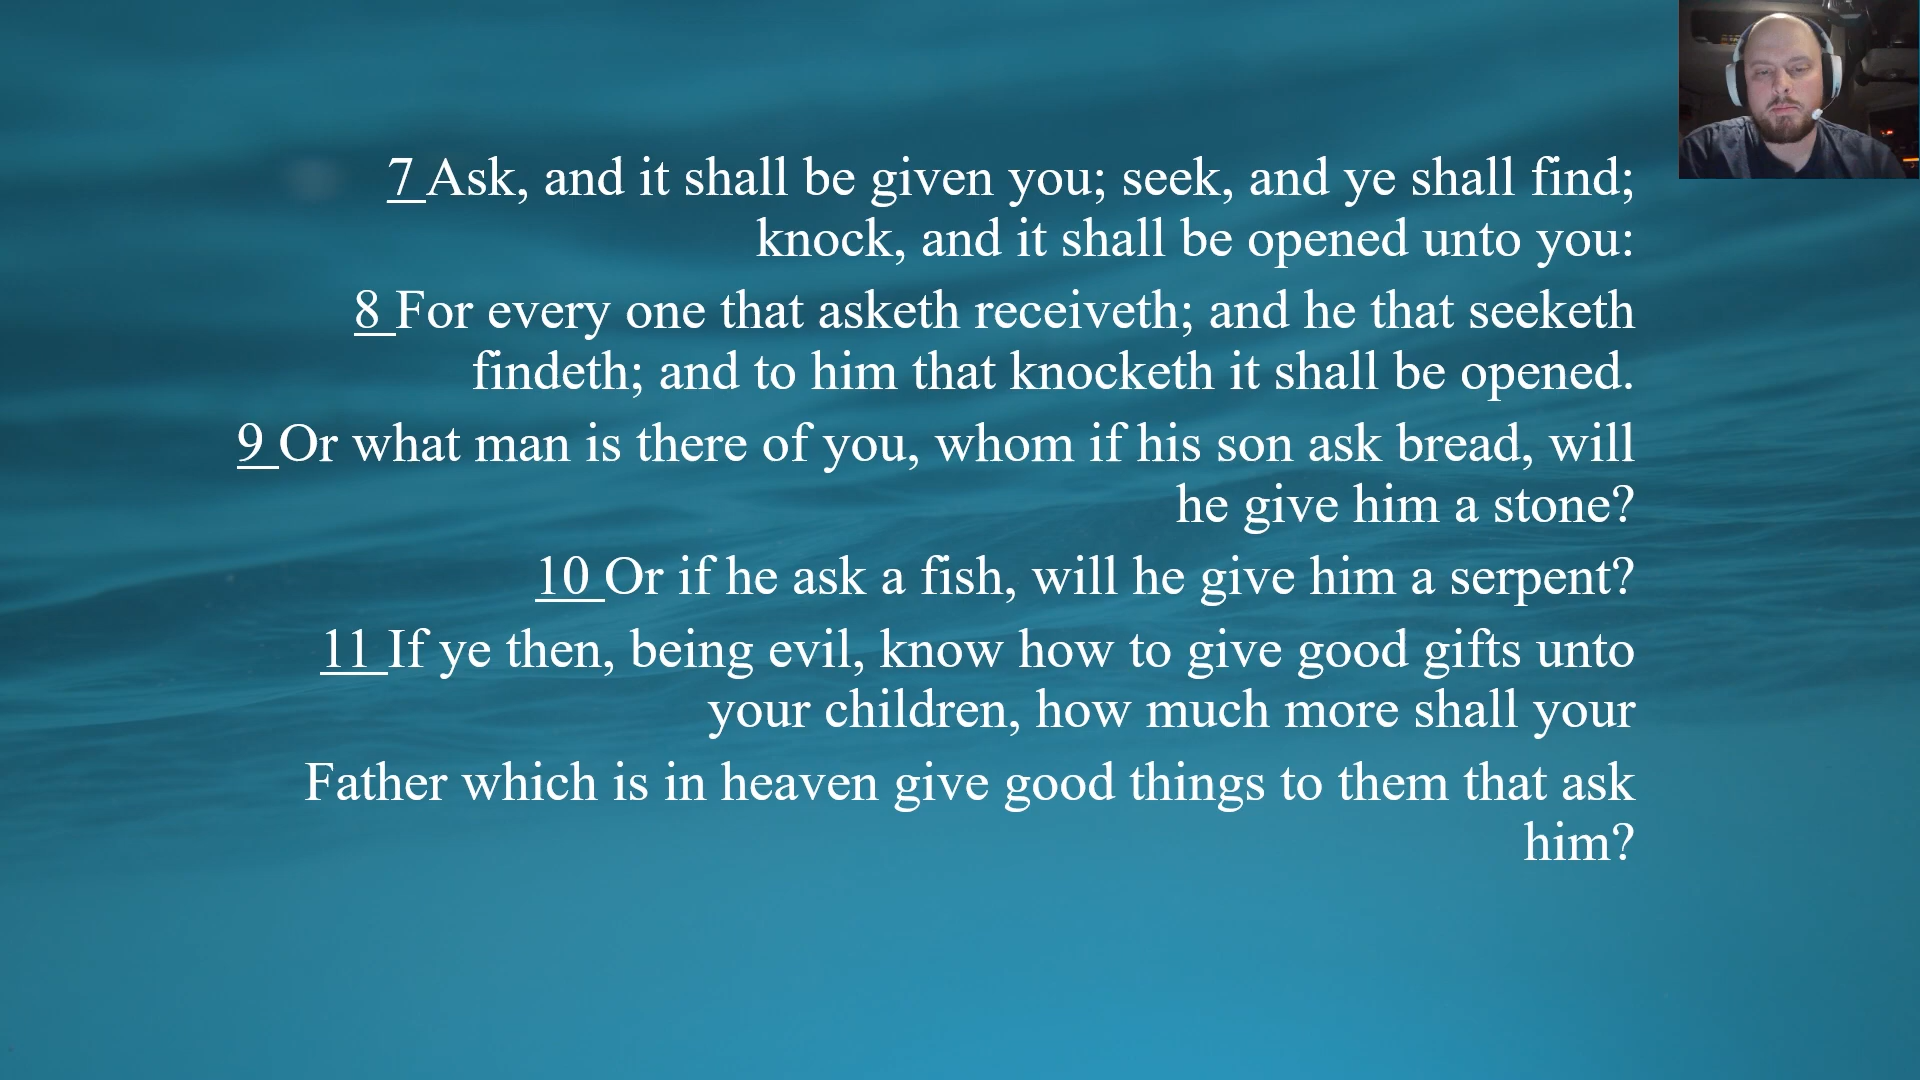 7 Ask, and it shall be given you; seek, and ye shall find;
knock, and it shall be opened unto you:
8 For every one that asketh receiveth; and he that seeketh
findeth; and to him that knocketh it shall be opened.
9 Or what man is there of you, whom if his son ask bread, will
he give him a stone?
10 Or if he ask a fish, will he give him a serpent?
11 If ye then, being evil, know how to give good gifts unto
your children, how much more shall your
Father which is in heaven give good things to them that ask
him?